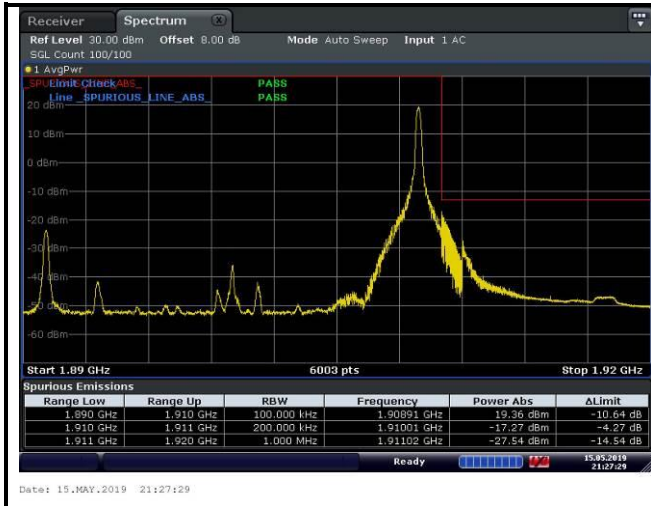 Receiver Spectrum
Ref Level 30.00 dBm Offset 8.00 dB Mode Auto Sweep Input 1 AC
SGL Count 100/100
1 AvgPwr
Limit Check PASS
Line _SPURIOUS_LINE_ABS_ PASS
20 dBm
10 dBm
0 dBm
-10 dBm
-20 dBm
-30 dBm
-40 dBm
-50 dBm
-60 dBm
Start 1.89 GHz 6003 pts Stop 1.92 GHz
Spurious Emissions
Range Low Range Up RBW Frequency Power Abs ΔLimit
1.890 GHz 1.910 GHz 100.000 kHz 1.90891 GHz 19.36 dBm -10.64 dB
1.910 GHz 1.911 GHz 200.000 kHz 1.91001 GHz -17.27 dBm -4.27 dB
1.911 GHz 1.920 GHz 1.000 MHz 1.91102 GHz -27.54 dBm -14.54 dB
Ready 15.05.2019
21:27:29
Date: 15.MAY.2019 21:27:29